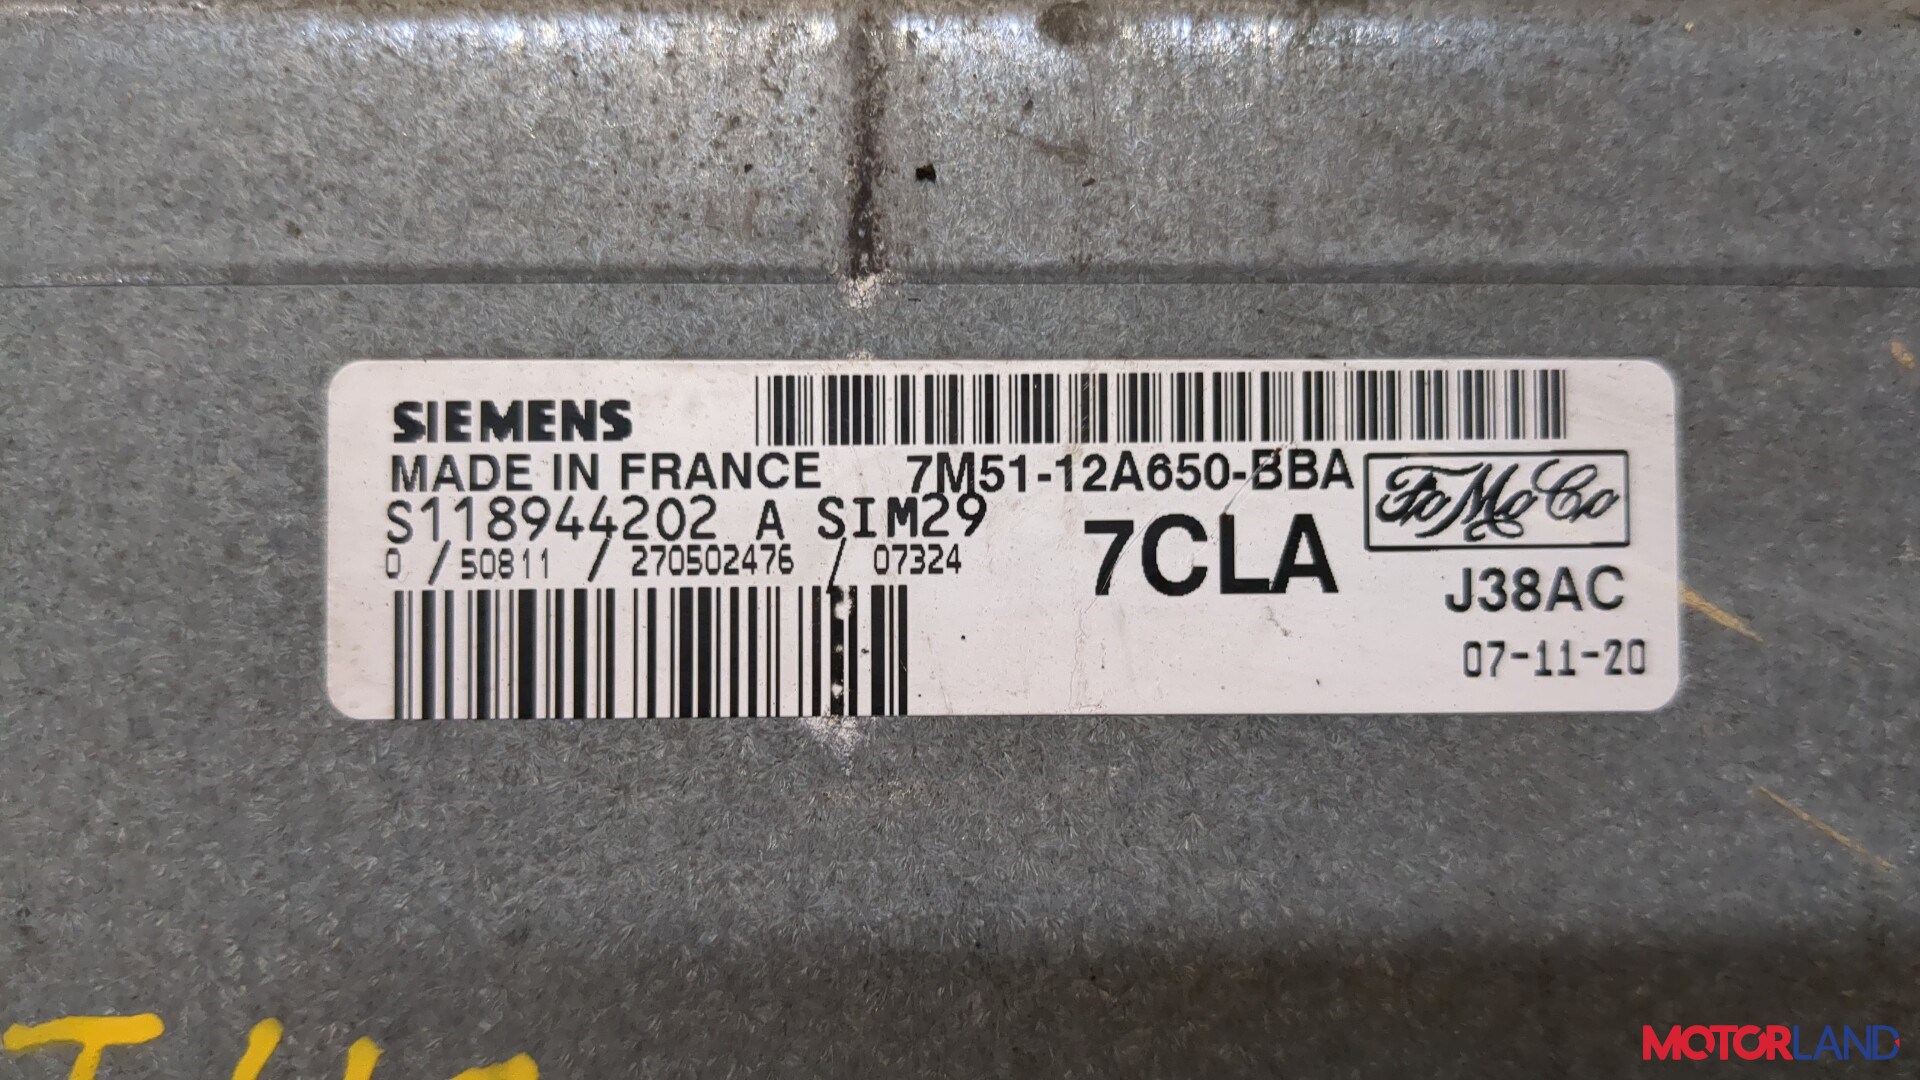 SIEMENS
MADE IN FRANCE 7M51-12A650-BBA FoMoCo
S118944202 A SIM29
0 /50811 / 270502476 / 07324
7CLA
J38AC
07-11-20
MOTORLAND